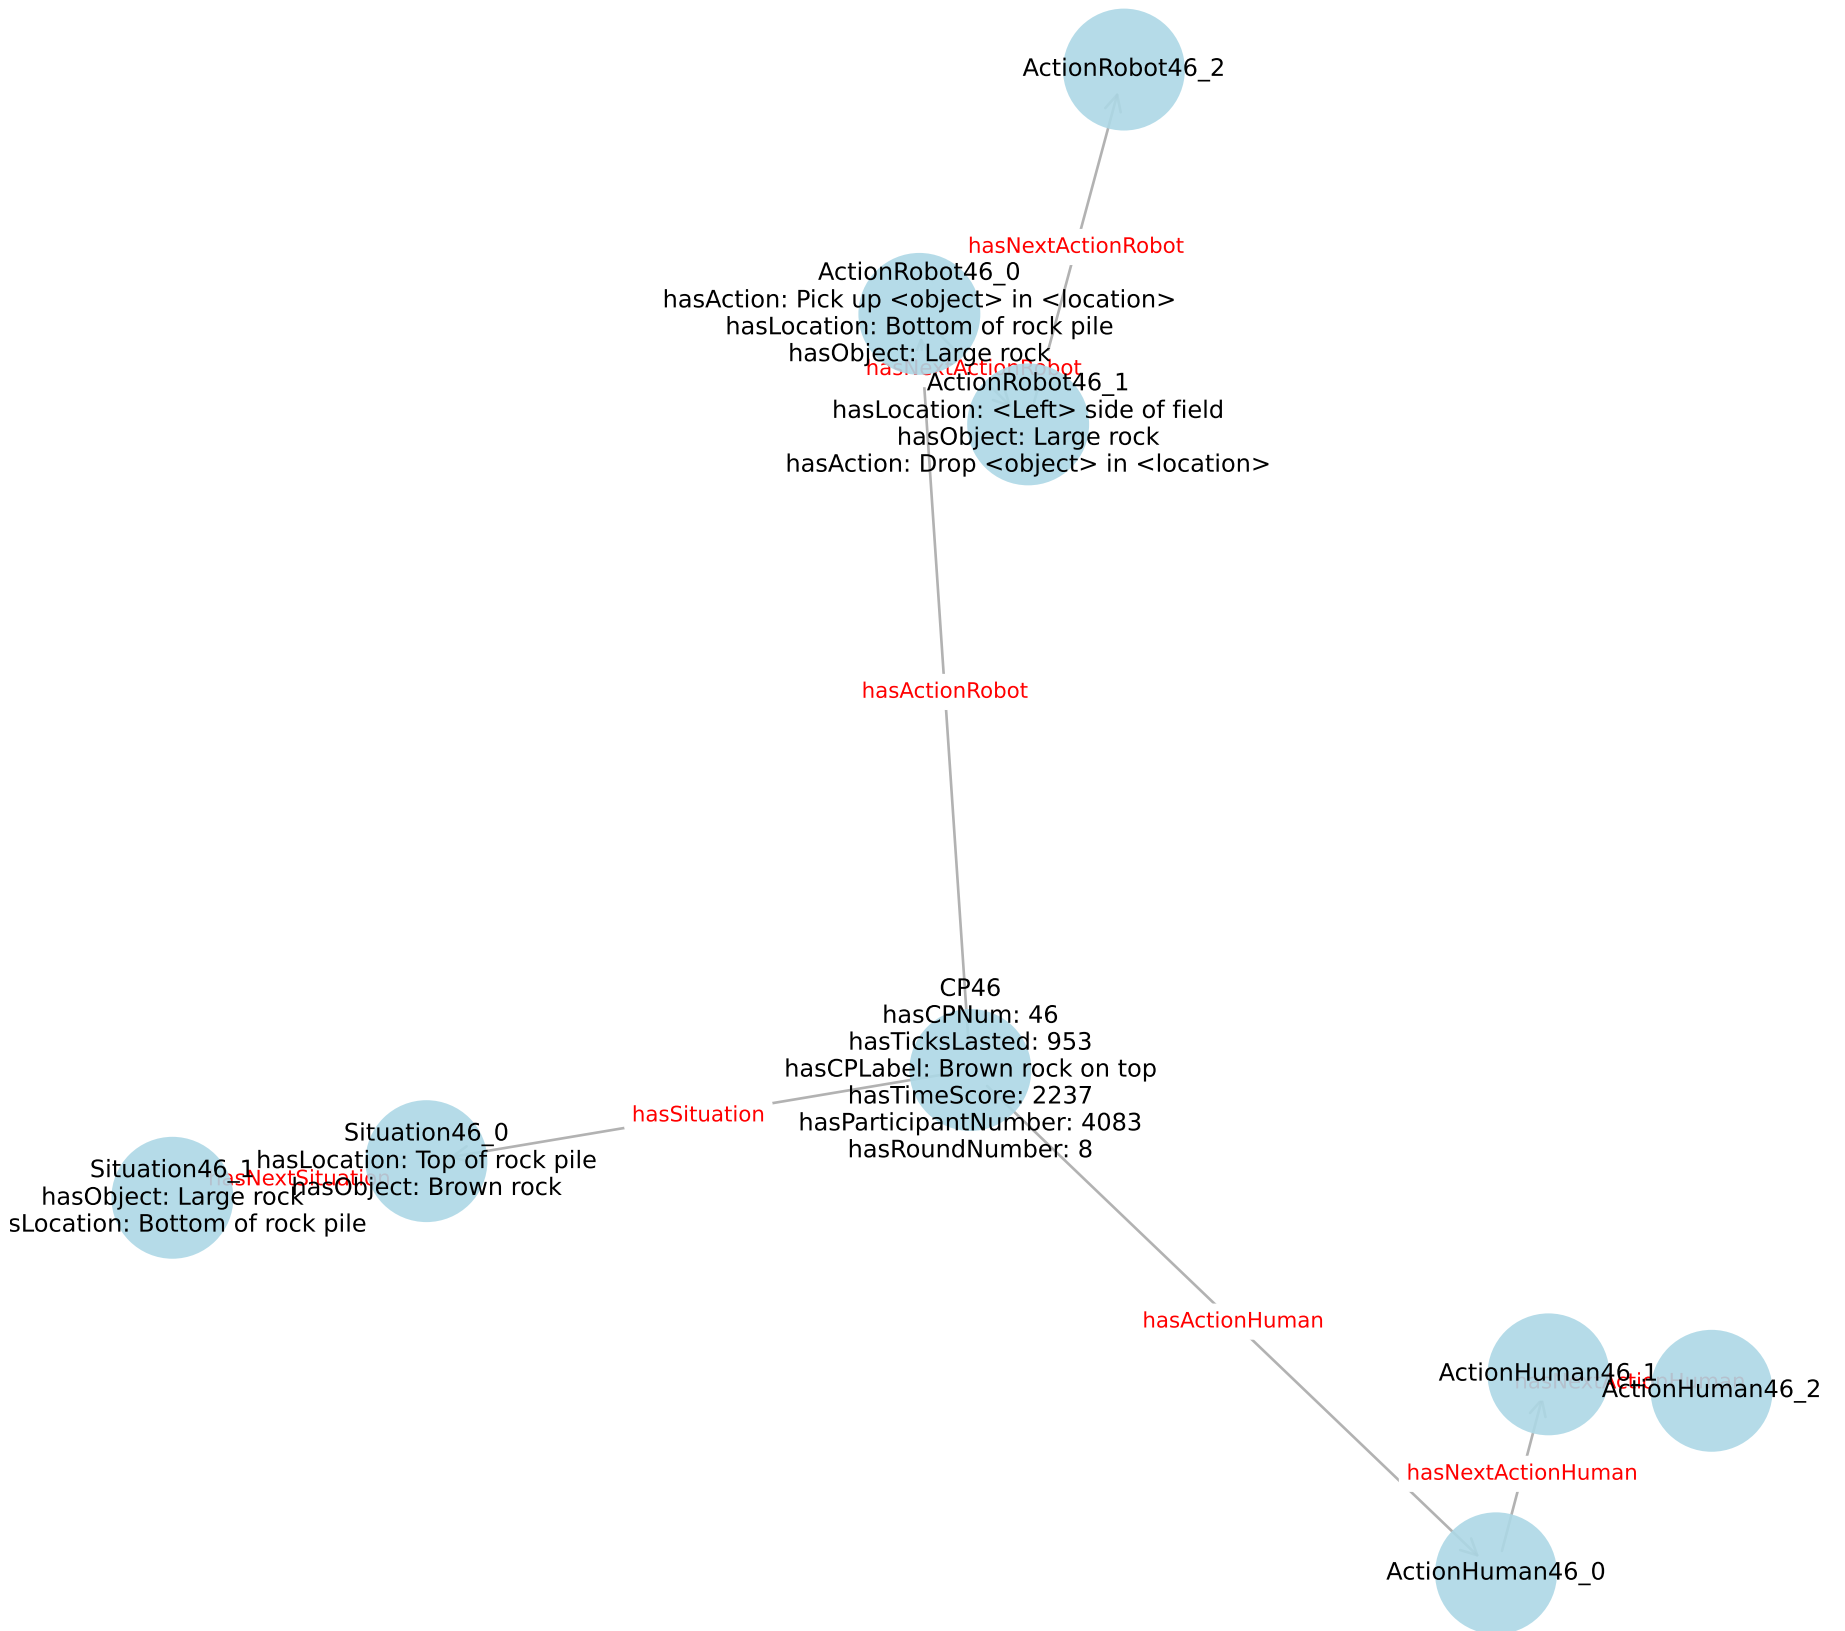 ActionRobot46_2
hasNextActionRobot
ActionRobot46_0
hasAction: Pick up <object> in <location>
hasLocation: Bottom of rock pile
hasObject: Large rock
hasNextActionRobot
ActionRobot46_1
hasLocation: <Left> side of field
hasObject: Large rock
hasAction: Drop <object> in <location>
hasActionRobot
CP46
hasCPNum: 46
hasTicksLasted: 953
hasCPLabel: Brown rock on top
hasTimeScore: 2237
hasParticipantNumber: 4083
hasRoundNumber: 8
hasSituation
Situation46_0
hasLocation: Top of rock pile
hasObject: Brown rock
hasNextSituation
Situation46_1
hasObject: Large rock
sLocation: Bottom of rock pile
hasActionHuman
ActionHuman46_1
hasNextActionHuman
ActionHuman46_2
hasNextActionHuman
ActionHuman46_0